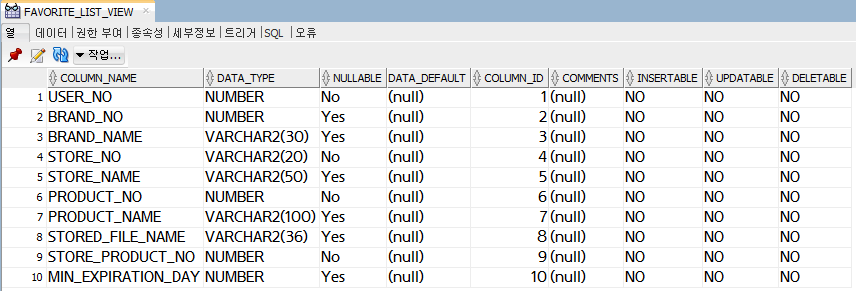 FAVORITE_LIST_VIEW ×
열 데이터 권한 부여 종속성 세부정보 트리거 SQL 오류
작업...
COLUMN_NAME DATA_TYPE NULLABLE DATA_DEFAULT COLUMN_ID COMMENTS INSERTABLE UPDATABLE DELETABLE
1 USER_NO NUMBER No (null) 1 (null) NO NO NO
2 BRAND_NO NUMBER Yes (null) 2 (null) NO NO NO
3 BRAND_NAME VARCHAR2(30) Yes (null) 3 (null) NO NO NO
4 STORE_NO VARCHAR2(20) No (null) 4 (null) NO NO NO
5 STORE_NAME VARCHAR2(50) Yes (null) 5 (null) NO NO NO
6 PRODUCT_NO NUMBER No (null) 6 (null) NO NO NO
7 PRODUCT_NAME VARCHAR2(100) Yes (null) 7 (null) NO NO NO
8 STORED_FILE_NAME VARCHAR2(36) Yes (null) 8 (null) NO NO NO
9 STORE_PRODUCT_NO NUMBER No (null) 9 (null) NO NO NO
10 MIN_EXPIRATION_DAY NUMBER Yes (null) 10 (null) NO NO NO